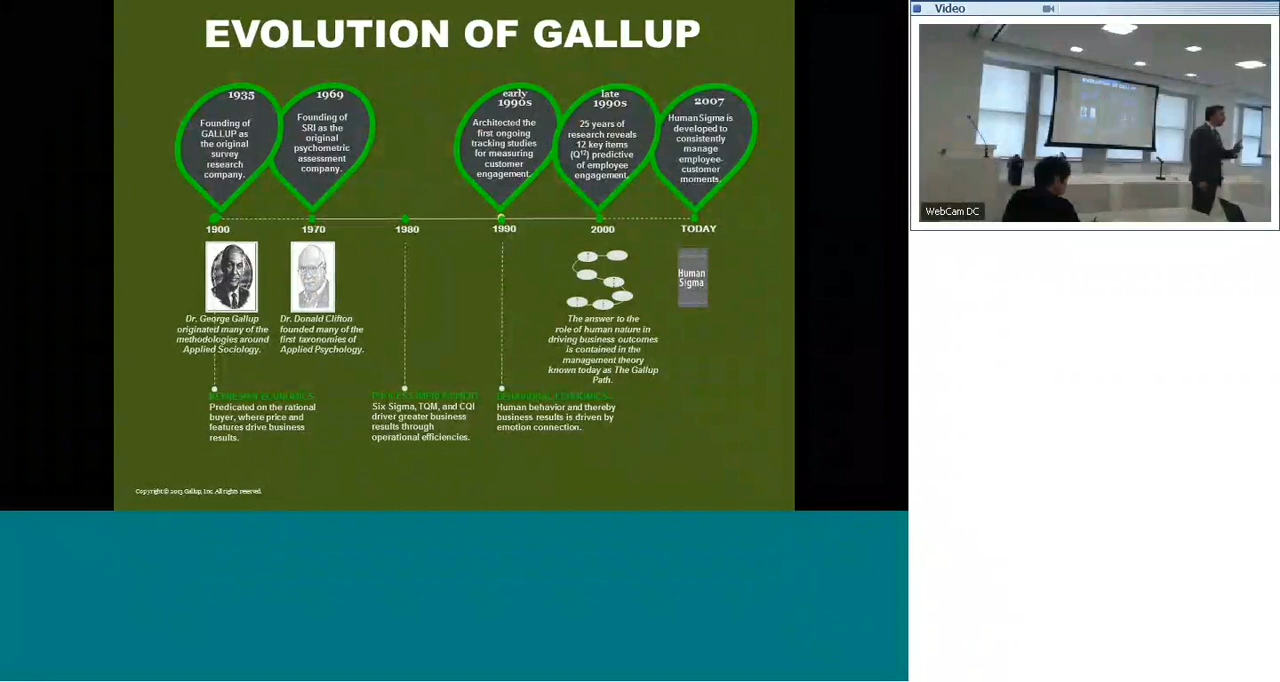 EVOLUTION OF GALLUP
1935
Founding of
GALLUP as
the original
survey
research
company.
1969
Founding of
SRI as the
original
psychometric
assessment
company.
early
1990s
Architected the
first ongoing
tracking studies
for measuring
customer
engagement.
late
1990s
25 years of
research reveals
12 key items
(Q12) predictive
of employee
engagement.
2007
Human Sigma is
developed to
consistently
manage
employee-
customer
moments.
1900
1970
1980
1990
2000
TODAY
Dr. George Gallup
originated many of the
methodologies around
Applied Sociology.
Dr. Donald Clifton
founded many of the
first taxonomies of
Applied Psychology.
The answer to the
role of human nature in
driving business outcomes
is contained in the
management theory
known today as The Gallup
Path.
Human
Sigma
Predicated on the rational
buyer, where price and
features drive business
results.
PROCESS IMPROVEMENT
Six Sigma, TQM, and CQI
driver greater business
results through
operational efficiencies.
BEHAVIORAL ECONOMICS
Human behavior and thereby
business results is driven by
emotion connection.
Copyright © 2013 Gallup, Inc. All rights reserved.
Video
EVOLUTION OF GALLUP
WebCam DC